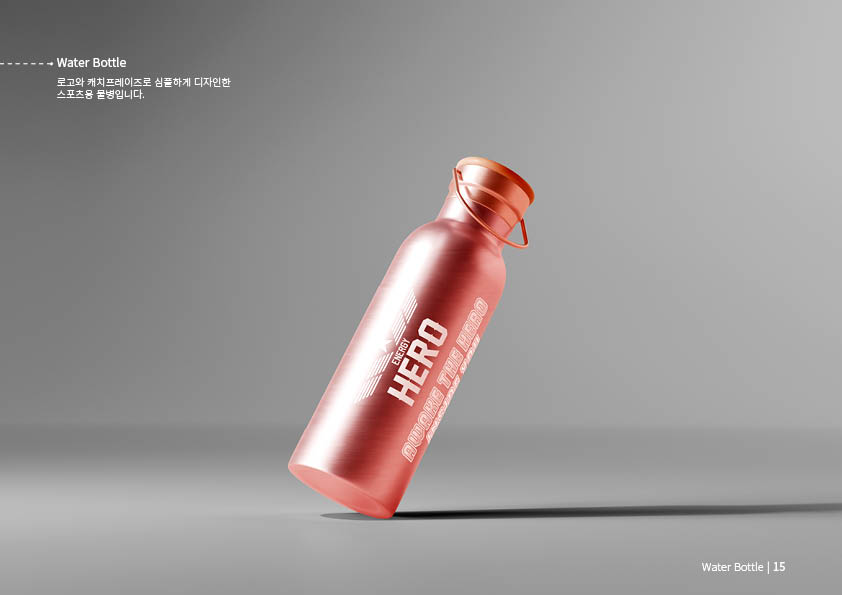 Water Bottle
로고와 캐치프레이즈로 심플하게 디자인한
스포츠용 물병입니다.
ENERGY
HERO
AWAKE THE HERO
Water Bottle | 15